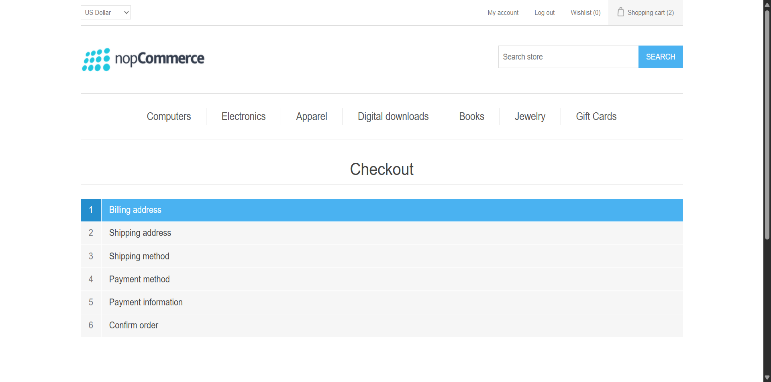 US Dollar
My account Log out Wishlist (0) Shopping cart (2)
nopCommerce
Search store SEARCH
Computers Electronics Apparel Digital downloads Books Jewelry Gift Cards
Checkout
1 Billing address
2 Shipping address
3 Shipping method
4 Payment method
5 Payment information
6 Confirm order